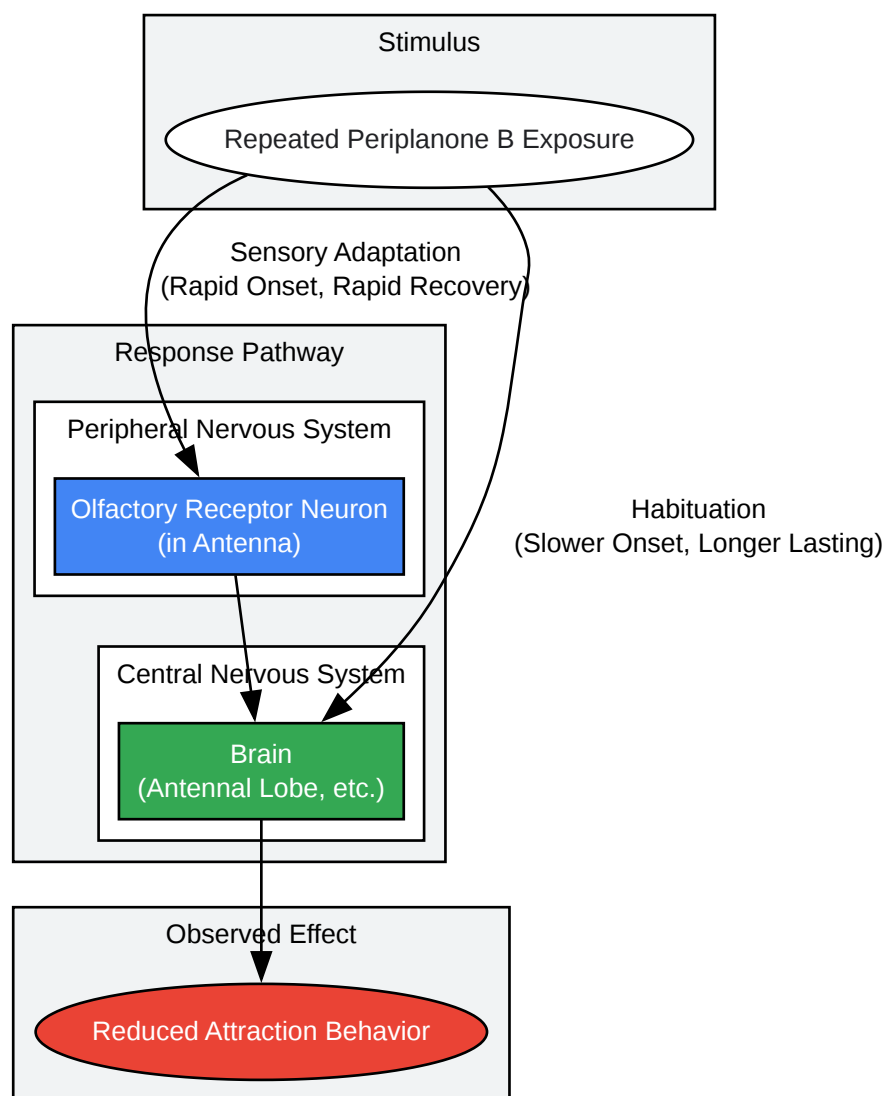 Stimulus
Repeated Periplanone B Exposure
Sensory Adaptation
(Rapid Onset, Rapid Recovery)
Response Pathway
Peripheral Nervous System
Olfactory Receptor Neuron
(in Antenna)
Habituation
(Slower Onset, Longer Lasting)
Central Nervous System
Brain
(Antennal Lobe, etc.)
Observed Effect
Reduced Attraction Behavior